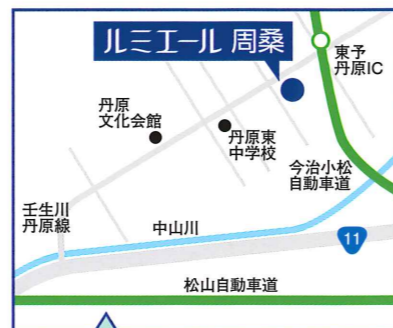 ルミエール 周桑
東予
丹原IC
丹原
文化会館
丹原東
中学校
今治小松
自動車道
壬生川
丹原線
中山川
11
松山自動車道